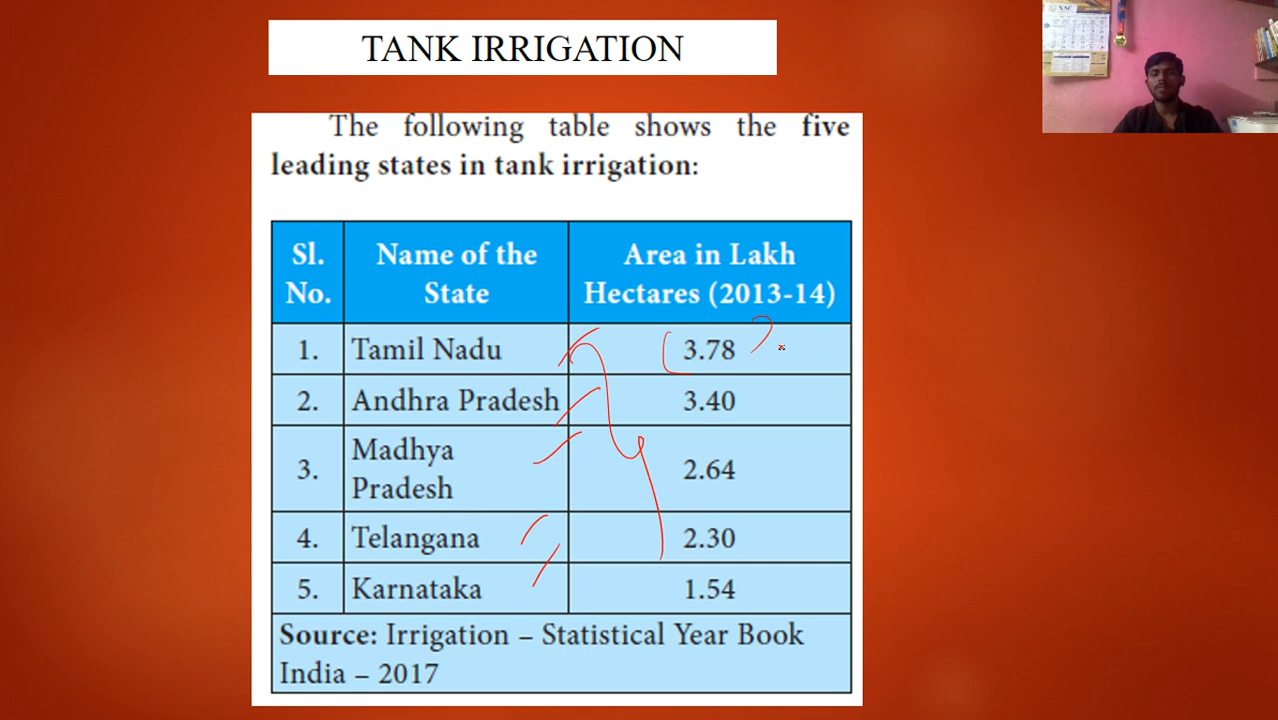 TANK IRRIGATION
The following table shows the five
leading states in tank irrigation:
Sl. No. Name of the State Area in Lakh Hectares (2013-14)
1. Tamil Nadu 3.78
2. Andhra Pradesh 3.40
3. Madhya Pradesh 2.64
4. Telangana 2.30
5. Karnataka 1.54
Source: Irrigation – Statistical Year Book
India – 2017